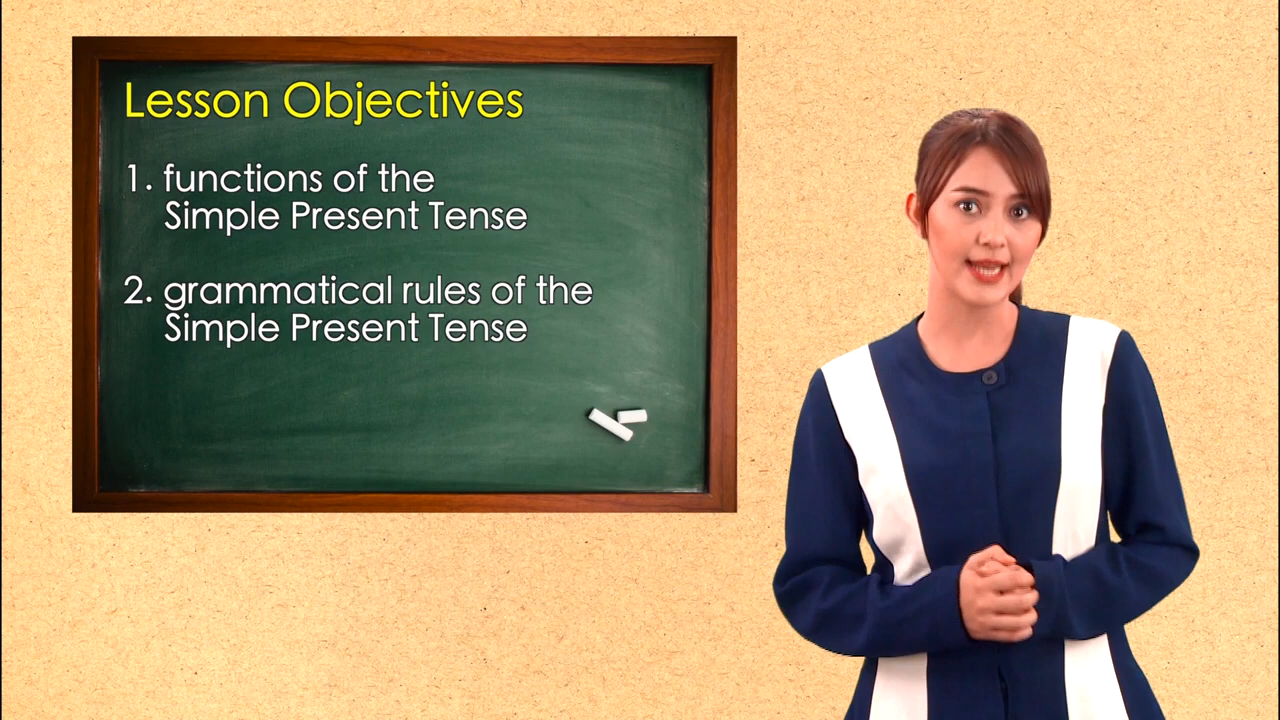 Lesson Objectives
1. functions of the
Simple Present Tense
2. grammatical rules of the
Simple Present Tense